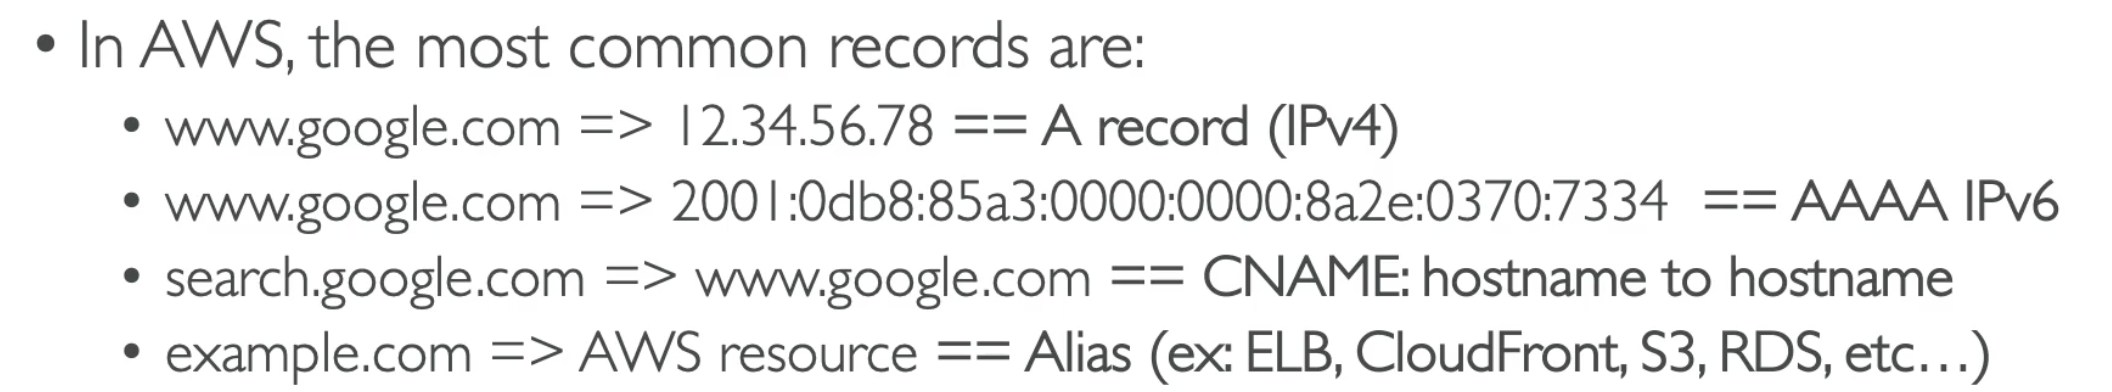 • In AWS, the most common records are:
• www.google.com => 12.34.56.78 == A record (IPv4)
• www.google.com => 2001:0db8:85a3:0000:0000:8a2e:0370:7334 == AAAA IPv6
• search.google.com => www.google.com == CNAME: hostname to hostname
• example.com => AWS resource == Alias (ex: ELB, CloudFront, S3, RDS, etc…)